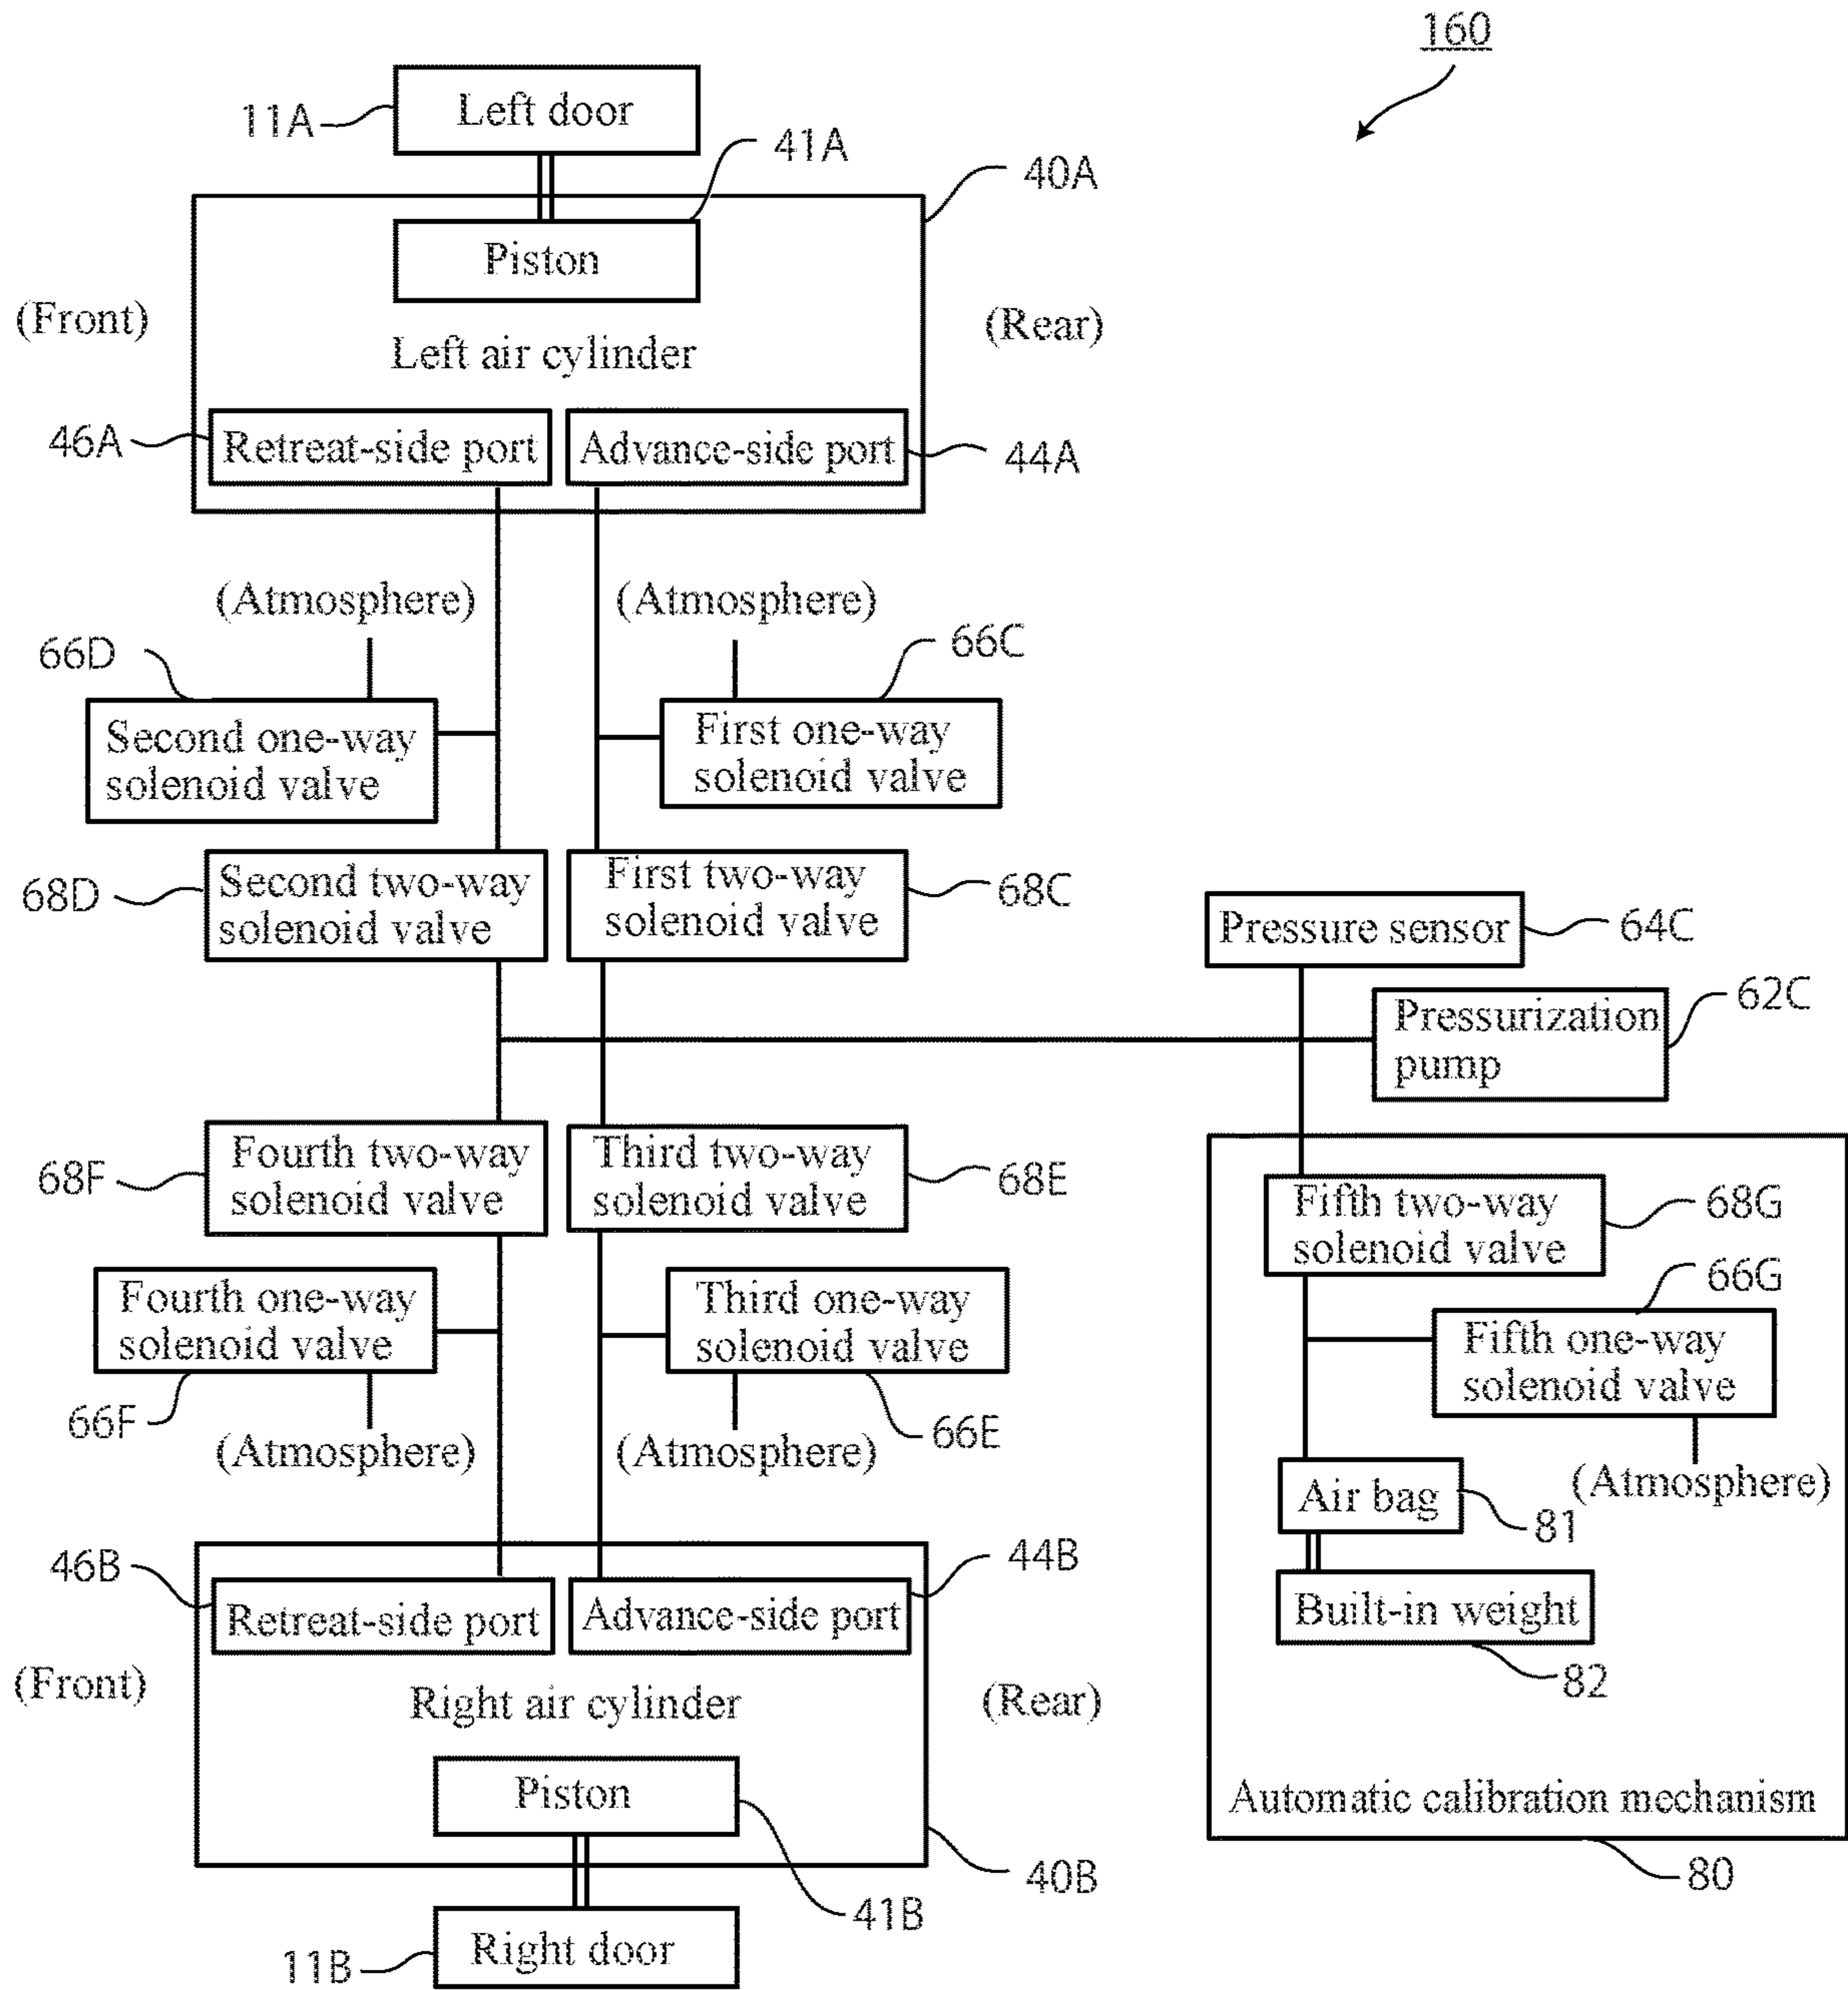 160
Left door
11A
41A
40A
Piston
(Front)
(Rear)
Left air cylinder
46A
Retreat-side port
Advance-side port
44A
(Atmosphere)
(Atmosphere)
66D
66C
Second one-way
solenoid valve
First one-way
solenoid valve
68D
Second two-way
solenoid valve
First two-way
solenoid valve
68C
Pressure sensor
64C
62C
Pressurization
pump
68F
Fourth two-way
solenoid valve
Third two-way
solenoid valve
68E
Fifth two-way
solenoid valve
68G
66G
Fourth one-way
solenoid valve
Third one-way
solenoid valve
Fifth one-way
solenoid valve
66F
(Atmosphere)
(Atmosphere)
66E
(Atmosphere)
Air bag
81
46B
44B
Retreat-side port
Advance-side port
Built-in weight
82
(Front)
(Rear)
Right air cylinder
Piston
Automatic calibration mechanism
80
40B
41B
Right door
11B